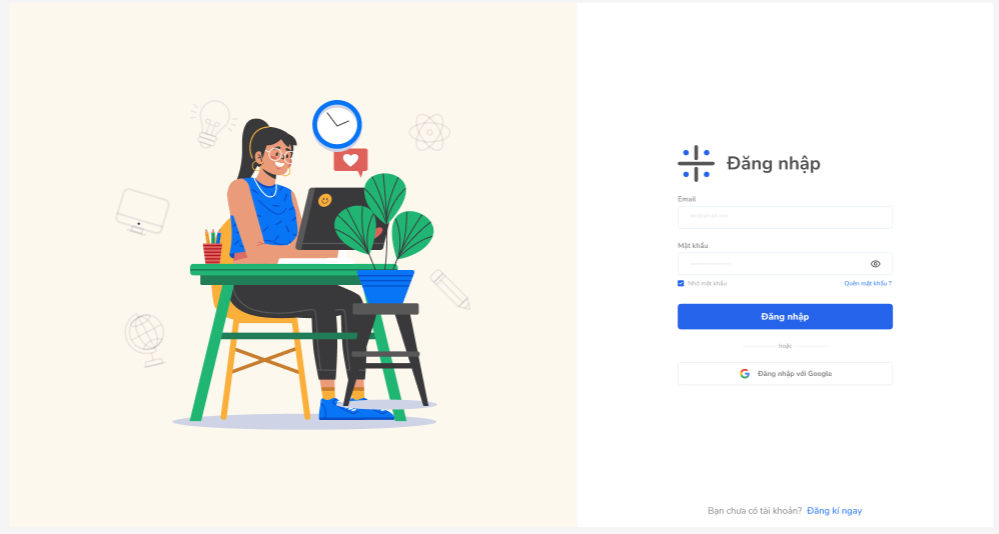 Đăng nhập
Email
Mật khẩu
Nhớ mật khẩu
Quên mật khẩu ?
Đăng nhập
hoặc
Đăng nhập với Google
Bạn chưa có tài khoản? Đăng kí ngay